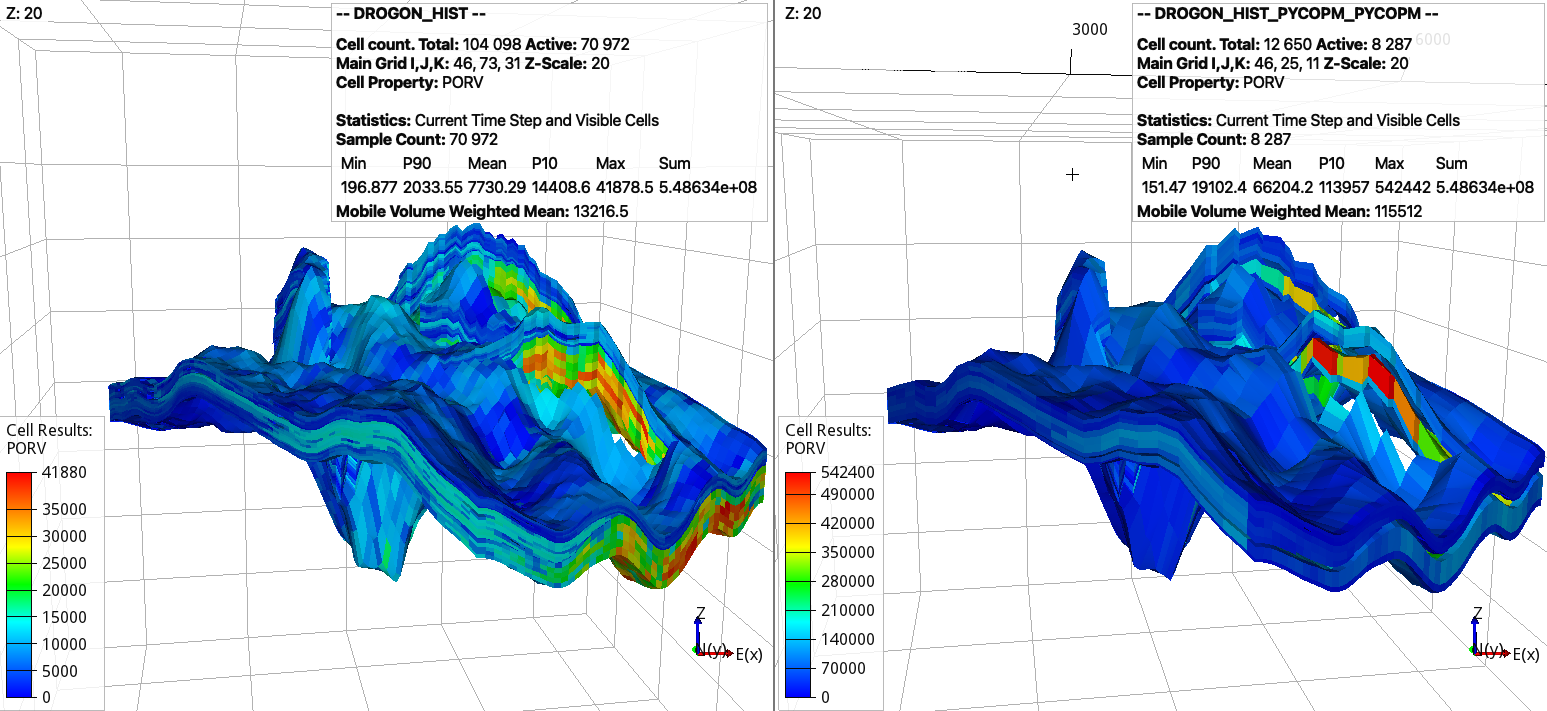 Z: 20
-- DROGON_HIST --
Cell count. Total: 104 098 Active: 70 972
Main Grid I,J,K: 46, 73, 31 Z-Scale: 20
Cell Property: PORV
Statistics: Current Time Step and Visible Cells
Sample Count: 70 972
Min P90 Mean P10 Max Sum
196.877 2033.55 7730.29 14408.6 41878.5 5.48634e+08
Mobile Volume Weighted Mean: 13216.5
Cell Results:
PORV
41880
35000
30000
25000
20000
15000
10000
5000
0
Z
N(y)
E(x)
Z: 20
3000
6000
-- DROGON_HIST_PYCOPM_PYCOPM --
Cell count. Total: 12 650 Active: 8 287
Main Grid I,J,K: 46, 25, 11 Z-Scale: 20
Cell Property: PORV
Statistics: Current Time Step and Visible Cells
Sample Count: 8 287
Min P90 Mean P10 Max Sum
151.47 19102.4 66204.2 113957 542442 5.48634e+08
Mobile Volume Weighted Mean: 115512
Cell Results:
PORV
542400
490000
420000
350000
280000
210000
140000
70000
0
Z
N(y)
E(x)